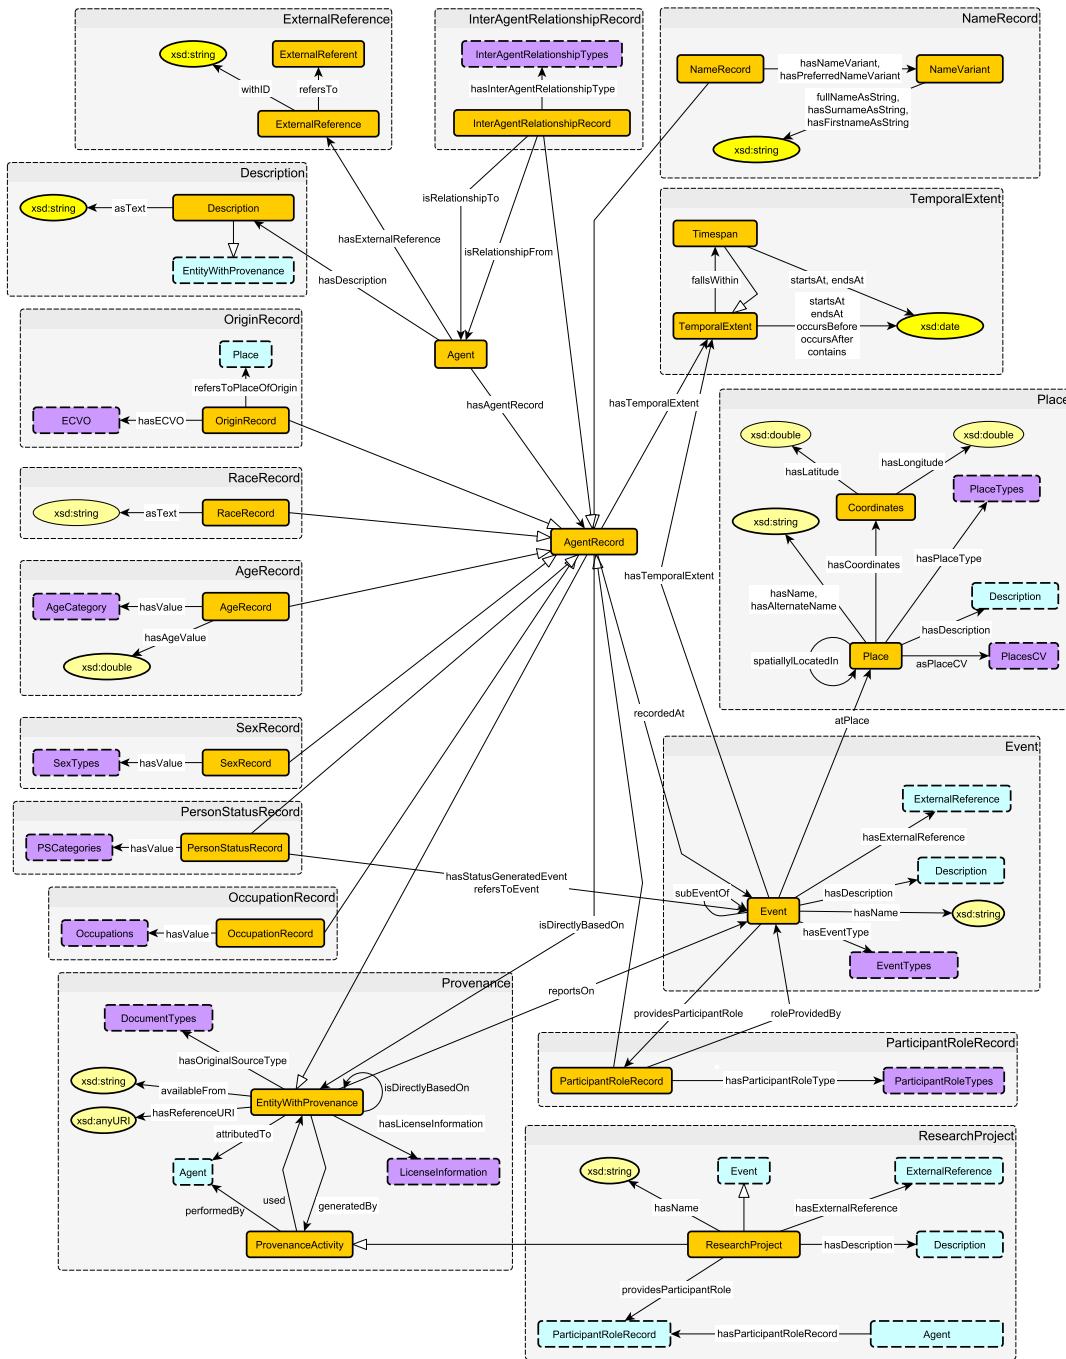 ExternalReference
xsd:string
ExternalReferent
withID
refersTo
ExternalReference
InterAgentRelationshipRecord
InterAgentRelationshipTypes
hasInterAgentRelationshipType
InterAgentRelationshipRecord
NameRecord
NameRecord
hasNameVariant,
hasPreferredNameVariant
NameVariant
fullNameAsString,
hasSurnameAsString,
hasFirstnameAsString
xsd:string
Description
xsd:string
asText
Description
EntityWithProvenance
isRelationshipTo
isRelationshipFrom
hasExternalReference
hasDescription
TemporalExtent
Timespan
fallsWithin
startsAt, endsAt
TemporalExtent
startsAt
endsAt
occursBefore
occursAfter
contains
xsd:date
OriginRecord
Place
refersToPlaceOfOrigin
ECVO
hasECVO
OriginRecord
Agent
hasAgentRecord
hasTemporalExtent
Place
xsd:double
xsd:double
hasLatitude
hasLongitude
PlaceTypes
Coordinates
xsd:string
hasCoordinates
hasPlaceType
hasName,
hasAlternateName
Description
hasDescription
spatiallylLocatedIn
Place
asPlaceCV
PlacesCV
RaceRecord
xsd:string
asText
RaceRecord
AgentRecord
hasTemporalExtent
AgeRecord
AgeCategory
hasValue
AgeRecord
hasAgeValue
xsd:double
recordedAt
atPlace
SexRecord
SexTypes
hasValue
SexRecord
PersonStatusRecord
PSCategories
hasValue
PersonStatusRecord
hasStatusGeneratedEvent
refersToEvent
Event
ExternalReference
hasExternalReference
Description
hasDescription
subEventOf
Event
hasName
xsd:string
hasEventType
EventTypes
OccupationRecord
Occupations
hasValue
OccupationRecord
isDirectlyBasedOn
Provenance
DocumentTypes
hasOriginalSourceType
reportsOn
xsd:string
availableFrom
isDirectlyBasedOn
xsd:anyURI
hasReferenceURI
EntityWithProvenance
attributedTo
hasLicenseInformation
Agent
LicenseInformation
performedBy
used
generatedBy
ProvenanceActivity
providesParticipantRole
roleProvidedBy
ParticipantRoleRecord
ParticipantRoleRecord
hasParticipantRoleType
ParticipantRoleTypes
ResearchProject
xsd:string
Event
ExternalReference
hasName
hasExternalReference
ResearchProject
hasDescription
Description
providesParticipantRole
ParticipantRoleRecord
hasParticipantRoleRecord
Agent